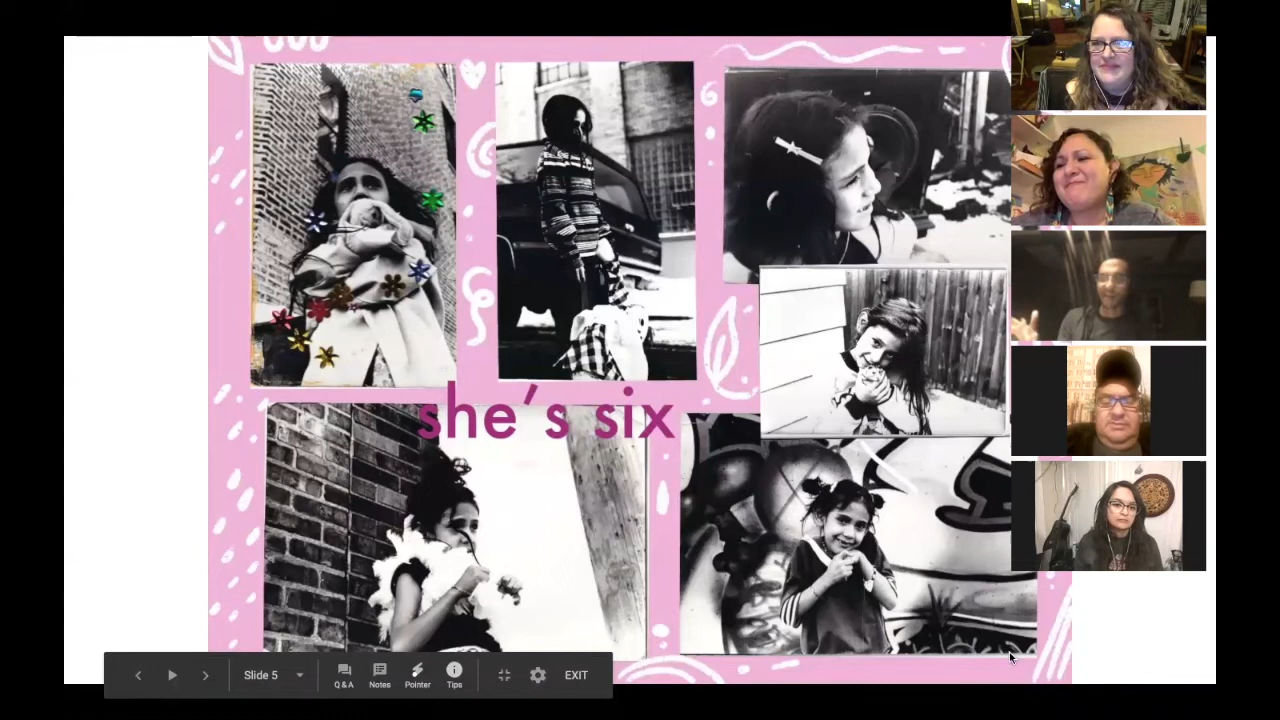 she's six
Slide 5
Q & A
Notes
Pointer
Tips
EXIT